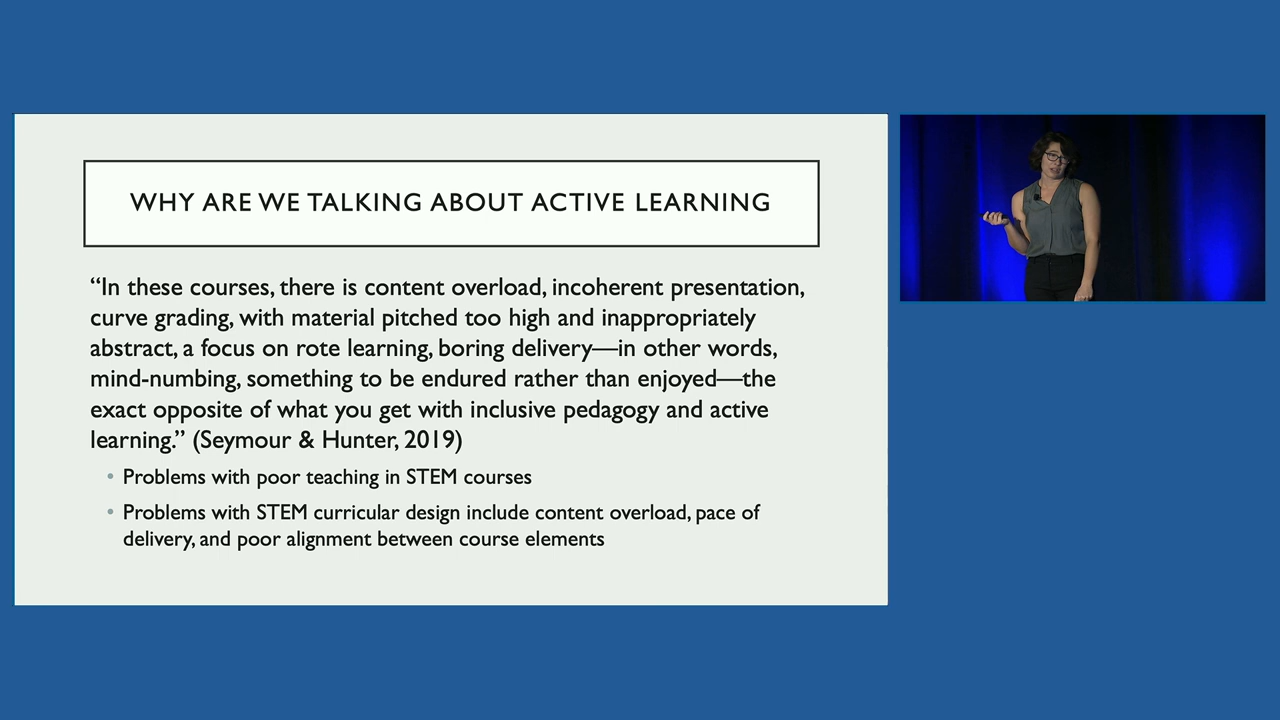 WHY ARE WE TALKING ABOUT ACTIVE LEARNING
“In these courses, there is content overload, incoherent presentation,
curve grading, with material pitched too high and inappropriately
abstract, a focus on rote learning, boring delivery—in other words,
mind-numbing, something to be endured rather than enjoyed—the
exact opposite of what you get with inclusive pedagogy and active
learning.” (Seymour & Hunter, 2019)
• Problems with poor teaching in STEM courses
• Problems with STEM curricular design include content overload, pace of
delivery, and poor alignment between course elements